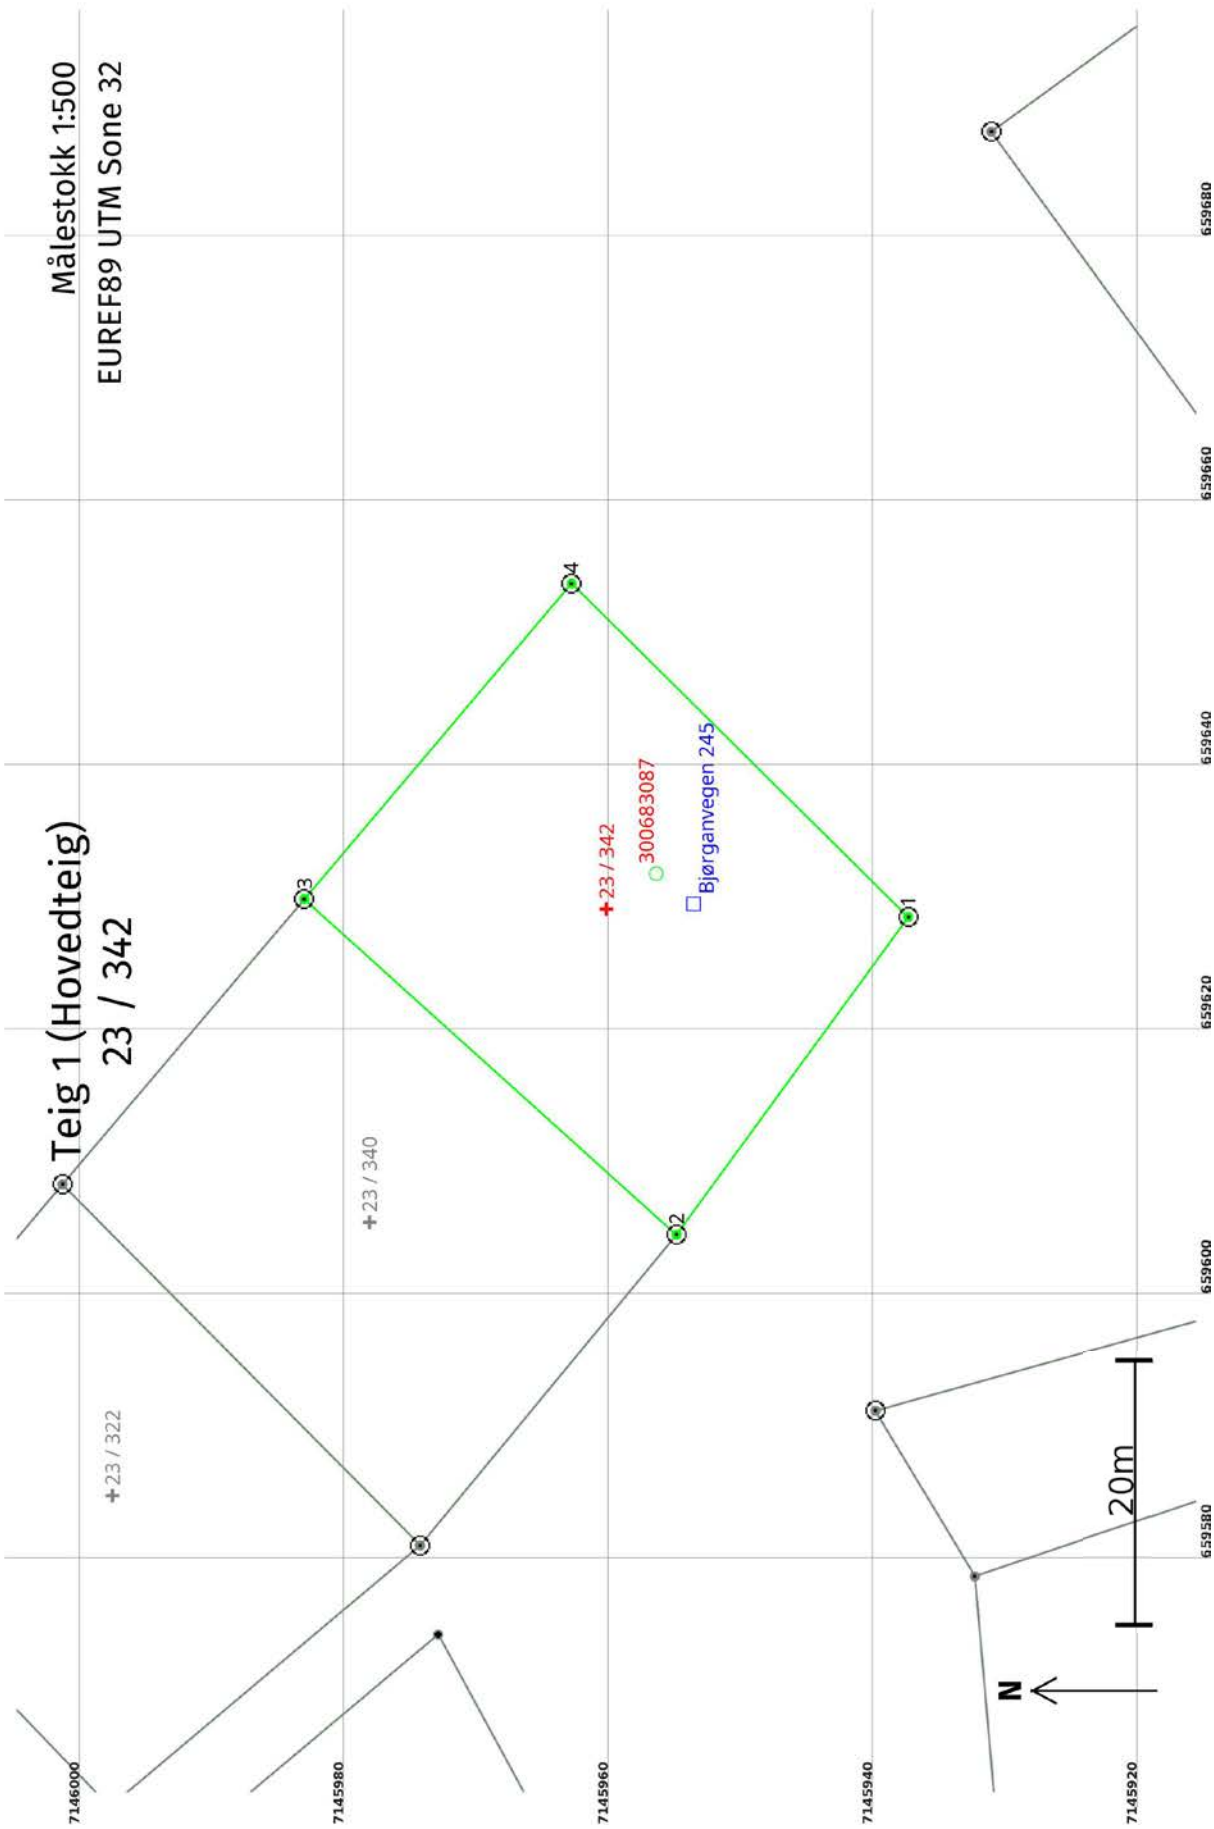 Målestokk 1:500
EUREF89 UTM Sone 32
Teig 1 (Hovedteig)
23 / 342
+23 / 322
+23 / 340
3
4
+23 / 342
300683087
Bjørganvegen 245
2
1
N
20m
7146000
7145980
7145960
7145940
7145920
659580
659600
659620
659640
659660
659680